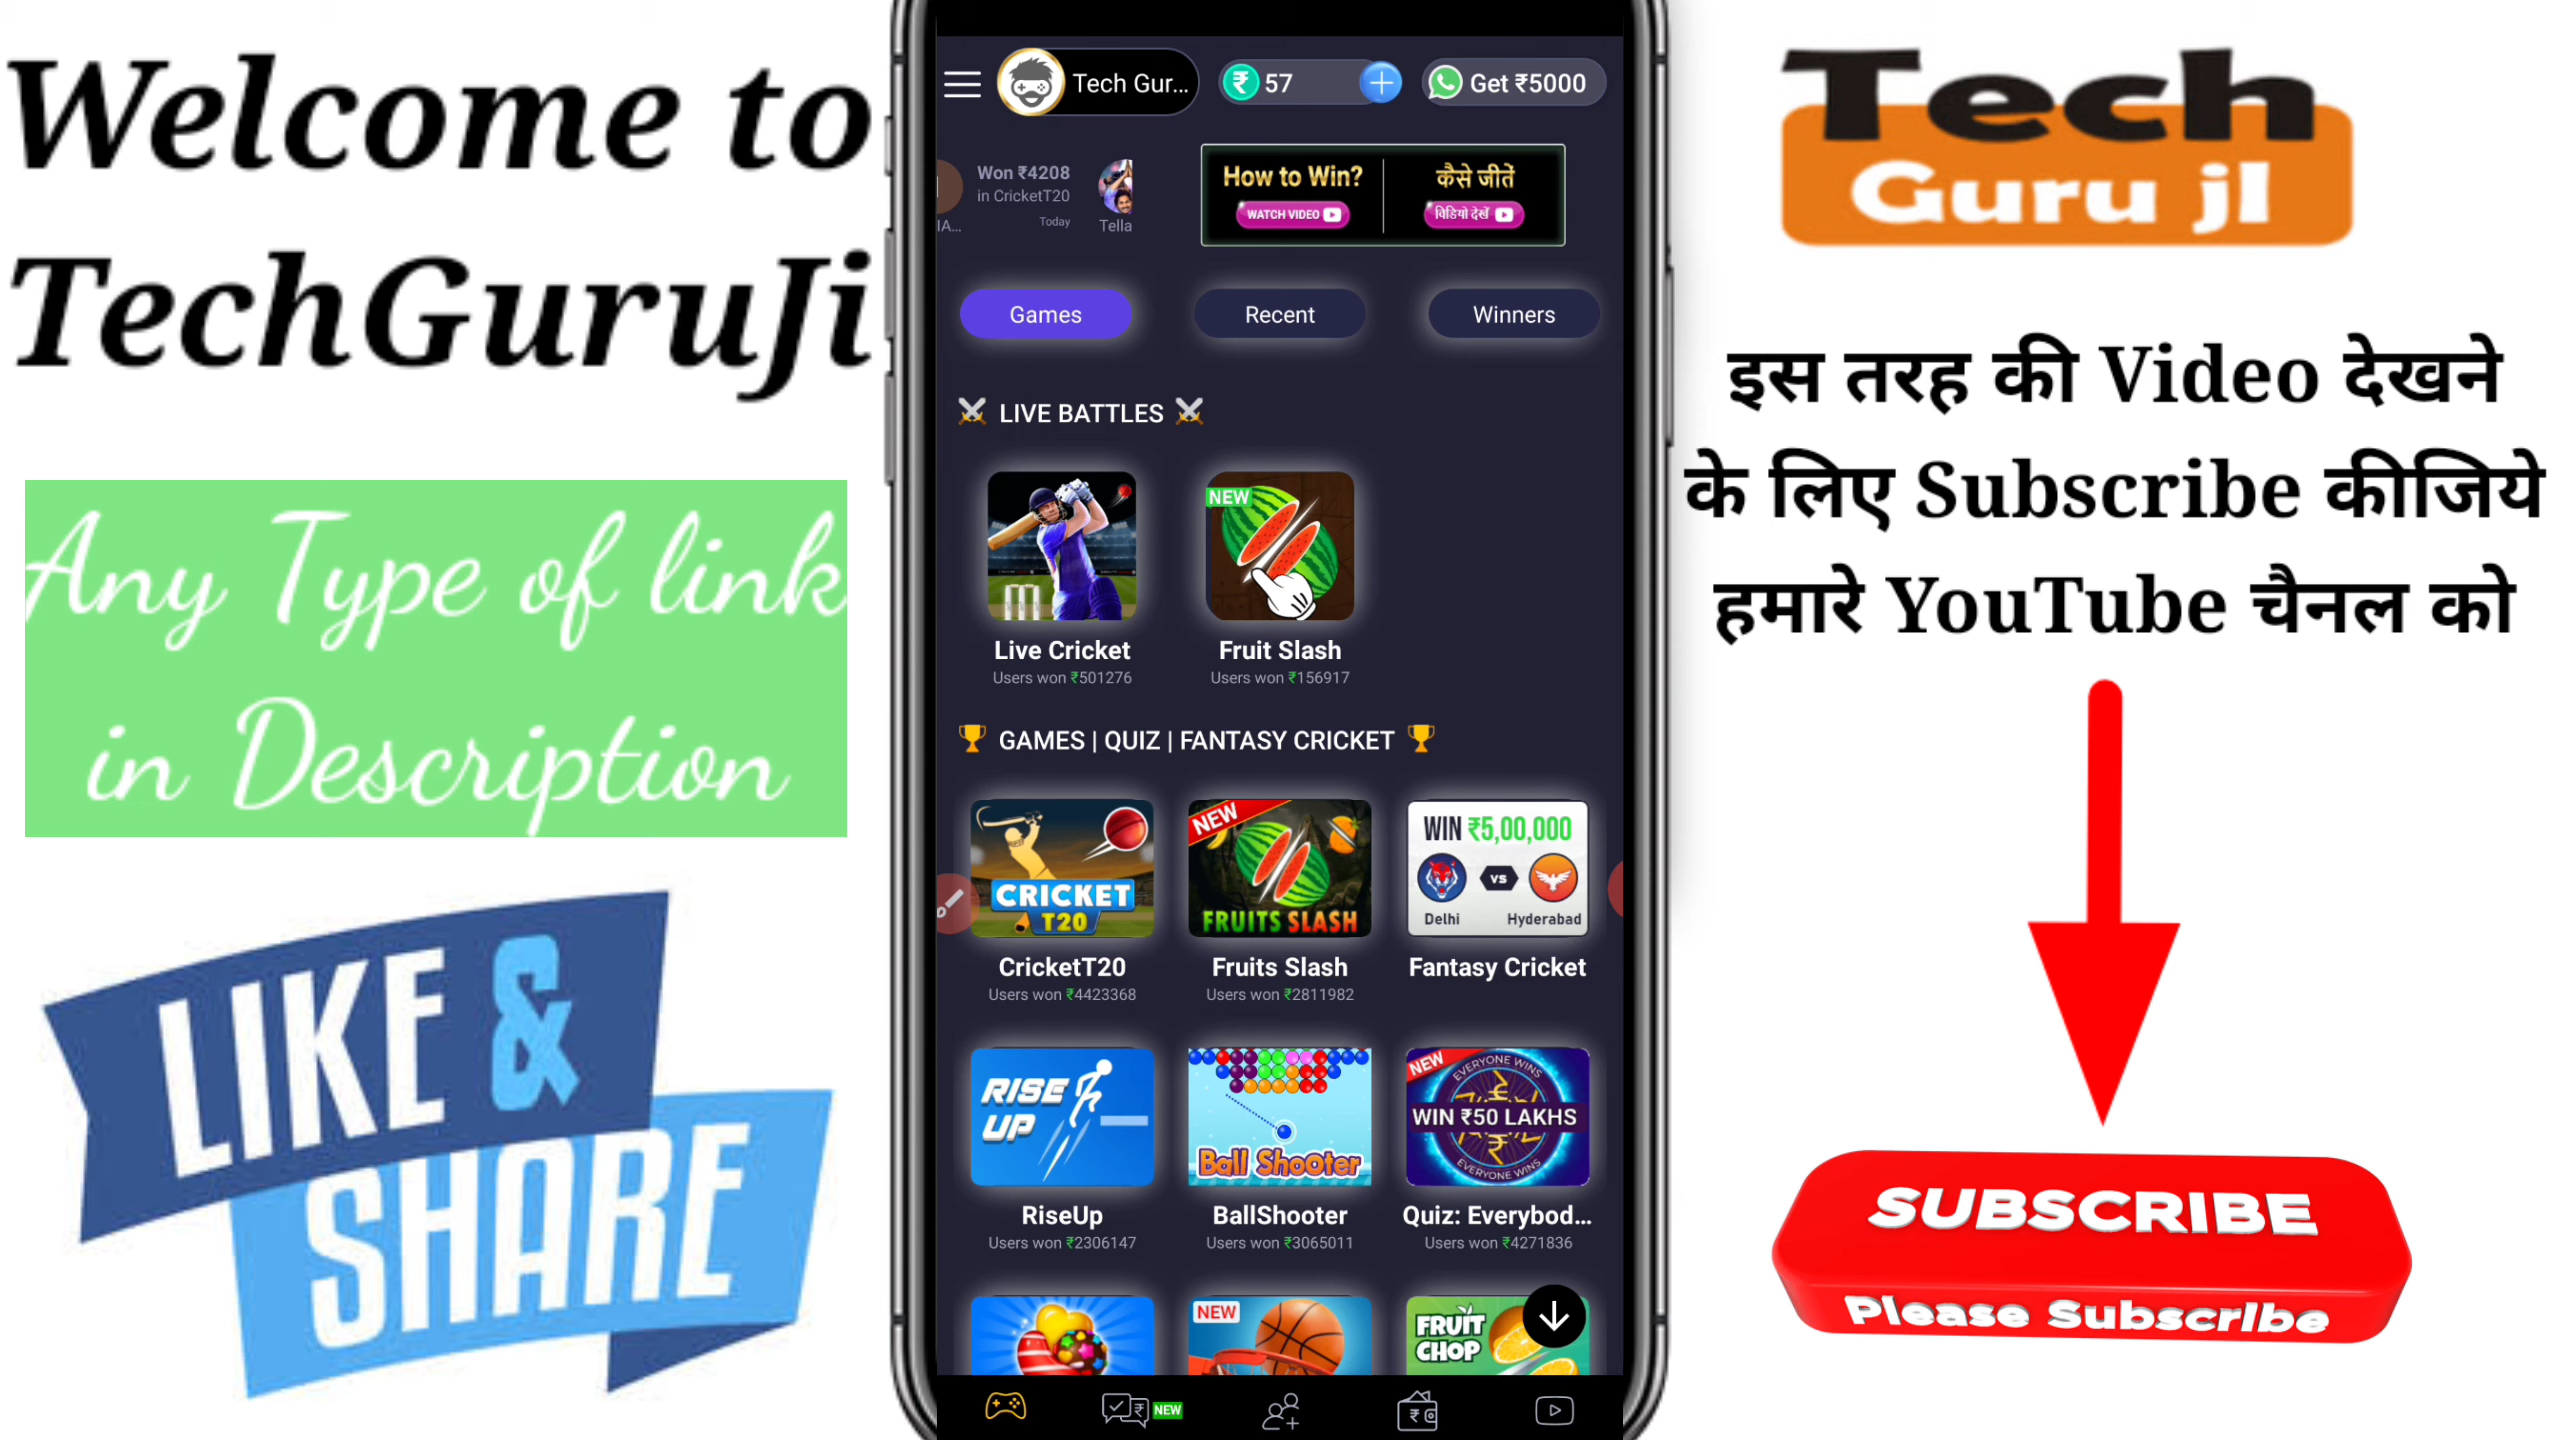 Welcome to
TechGuruJi
Any Type of link
in Description
LIKE &
SHARE
Tech Gur...
₹ 57
Get ₹5000
Won ₹4208
in CricketT20
Today
IA...
Tella
How to Win?
WATCH VIDEO
कैसे जीतें
विडियो देखें
Games
Recent
Winners
LIVE BATTLES
NEW
Live Cricket
Users won ₹501276
Fruit Slash
Users won ₹156917
GAMES | QUIZ | FANTASY CRICKET
CRICKET
T20
NEW
FRUITS SLASH
WIN ₹5,00,000
VS
Delhi
Hyderabad
CricketT20
Users won ₹4423368
Fruits Slash
Users won ₹2811982
Fantasy Cricket
RISE
UP
Ball Shooter
NEW
EVERYONE WINS
WIN ₹50 LAKHS
EVERYONE WINS
RiseUp
Users won ₹2306147
BallShooter
Users won ₹3065011
Quiz: Everybod...
Users won ₹4271836
NEW
FRUIT
CHOP
NEW
Tech
Guru jI
इस तरह की Video देखने
के लिए Subscribe कीजिये
हमारे YouTube चैनल को
SUBSCRIBE
Please Subscribe